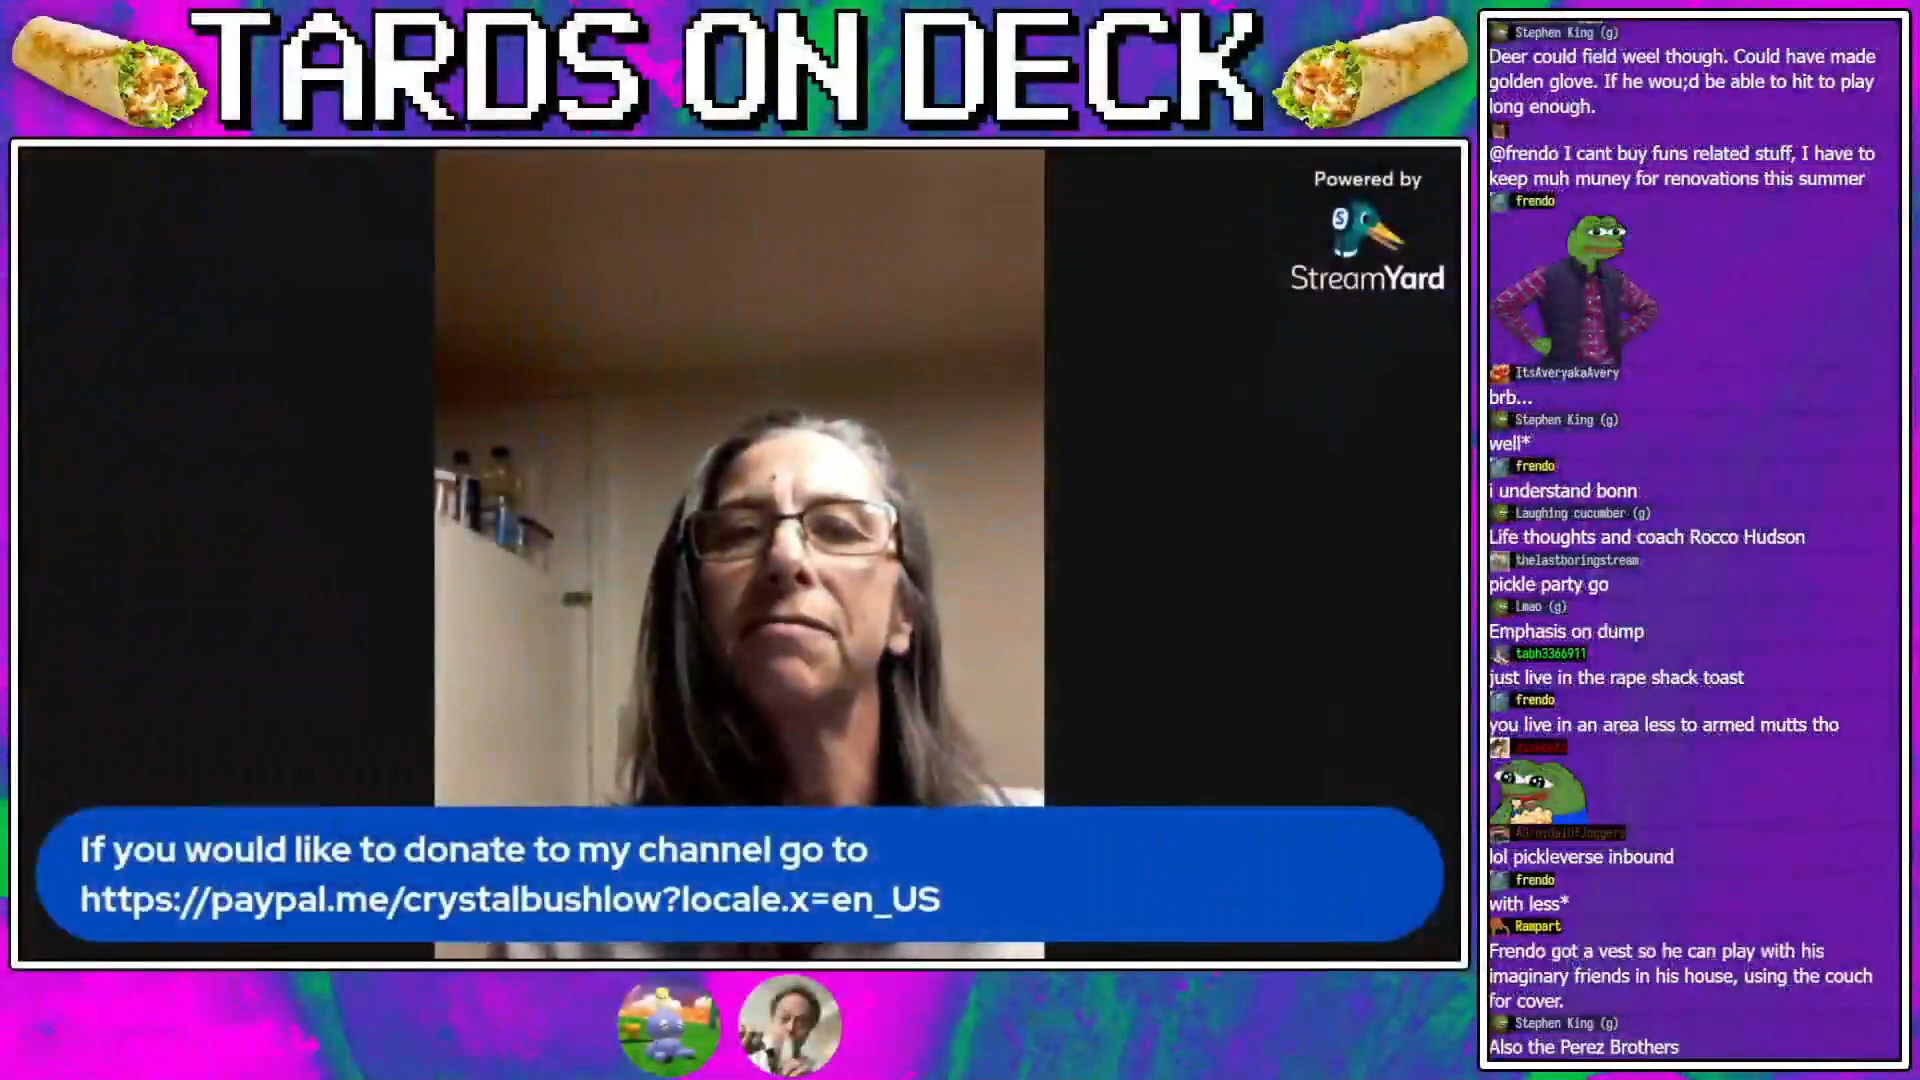 TARDS ON DECK
Powered by
StreamYard
If you would like to donate to my channel go to
https://paypal.me/crystalbushlow?locale.x=en_US
Stephen King (g)
Deer could field weel though. Could have made
golden glove. If he wou;d be able to hit to play
long enough.
@frendo I cant buy funs related stuff, I have to
keep muh muney for renovations this summer
frendo
ItsAveryakaAvery
brb...
Stephen King (g)
well*
frendo
i understand bonn
Laughing cucumber (g)
Life thoughts and coach Rocco Hudson
thelastboringstream
pickle party go
Lmao (g)
Emphasis on dump
tabh3366911
just live in the rape shack toast
frendo
you live in an area less to armed mutts tho
lol pickleverse inbound
frendo
with less*
Rampart
Frendo got a vest so he can play with his
imaginary friends in his house, using the couch
for cover.
Stephen King (g)
Also the Perez Brothers